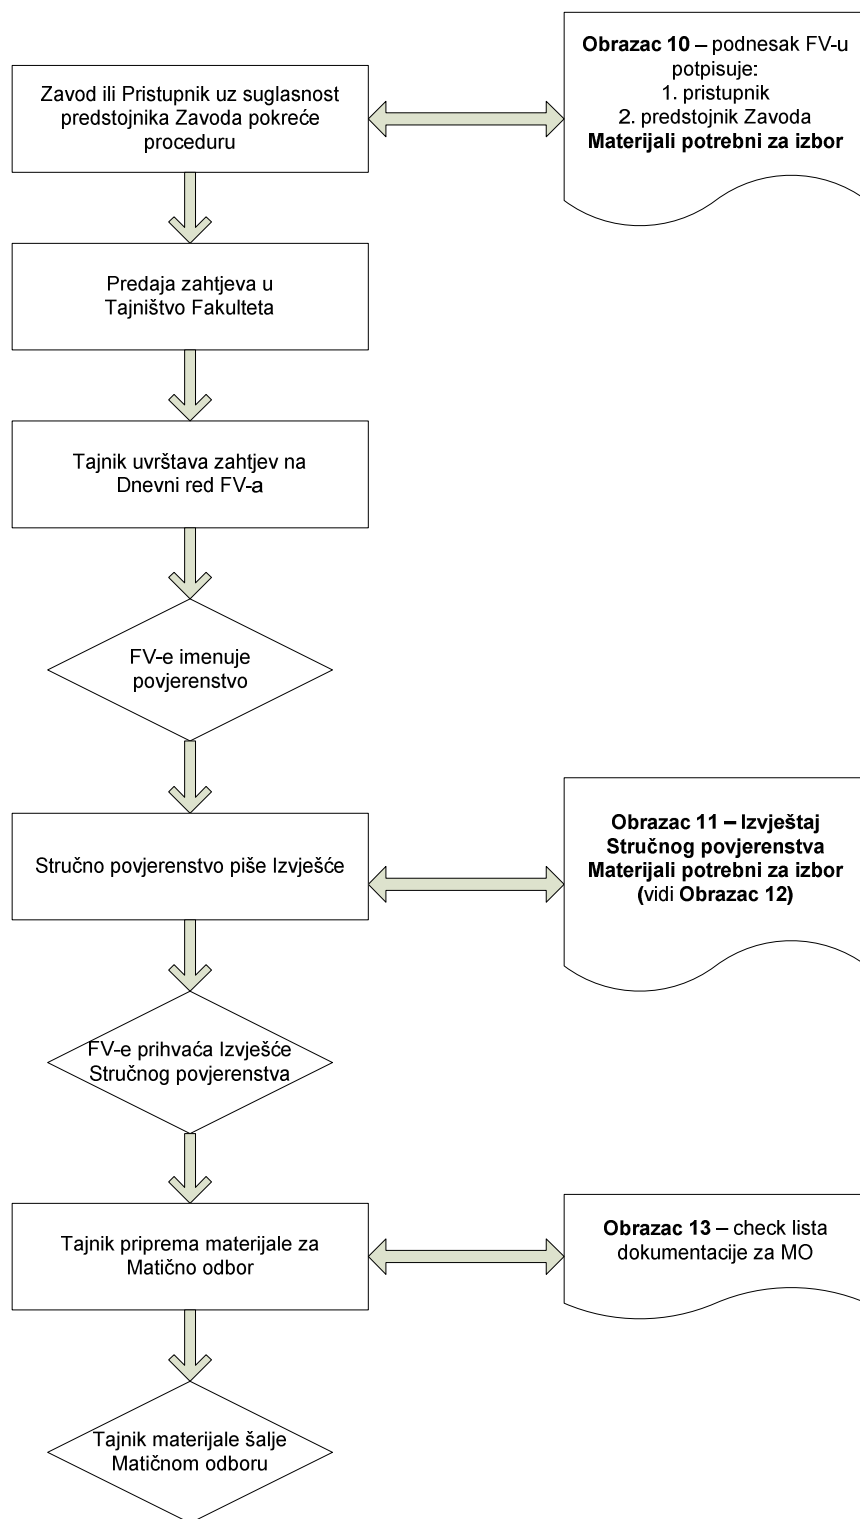 Zavod ili Pristupnik uz suglasnost
predstojnika Zavoda pokreće
proceduru
Obrazac 10 – podnesak FV-u
potpisuje:
1. pristupnik
2. predstojnik Zavoda
Materijali potrebni za izbor
Predaja zahtjeva u
Tajništvo Fakulteta
Tajnik uvrštava zahtjev na
Dnevni red FV-a
FV-e imenuje
povjerenstvo
Stručno povjerenstvo piše Izvješće
Obrazac 11 – Izvještaj
Stručnog povjerenstva
Materijali potrebni za izbor
(vidi Obrazac 12)
FV-e prihvaća Izvješće
Stručnog povjerenstva
Tajnik priprema materijale za
Matično odbor
Obrazac 13 – check lista
dokumentacije za MO
Tajnik materijale šalje
Matičnom odboru